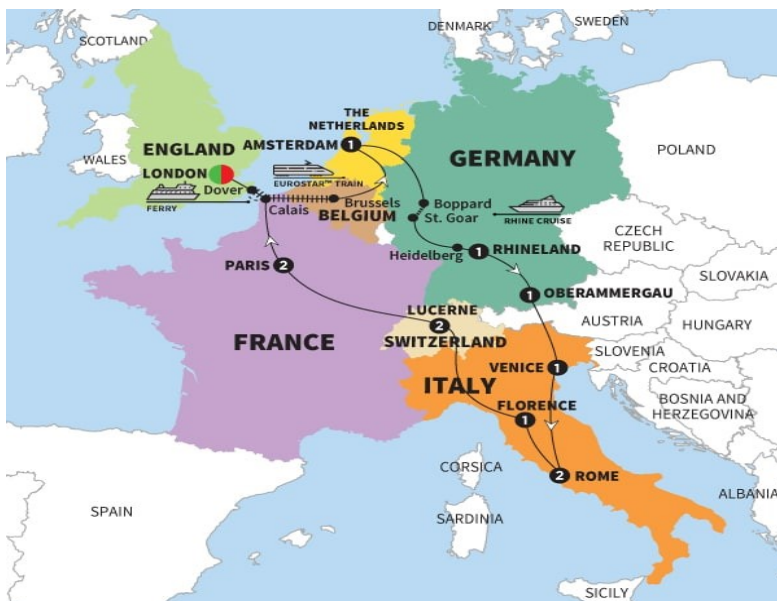 SCOTLAND
DENMARK
SWEDEN
THE
NETHERLANDS
WALES
ENGLAND
AMSTERDAM 1
GERMANY
POLAND
LONDON
Dover
EUROSTAR™ TRAIN
FERRY
Calais
Brussels
BELGIUM
Boppard
St. Goar
RHINE CRUISE
Heidelberg
1 RHINELAND
CZECH
REPUBLIC
PARIS 2
SLOVAKIA
1 OBERAMMERGAU
LUCERNE
2
SWITZERLAND
AUSTRIA
HUNGARY
FRANCE
SLOVENIA
VENICE 1
CROATIA
ITALY
BOSNIA AND
HERZEGOVINA
FLORENCE
1
CORSICA
2 ROME
ALBANIA
SPAIN
SARDINIA
SICILY